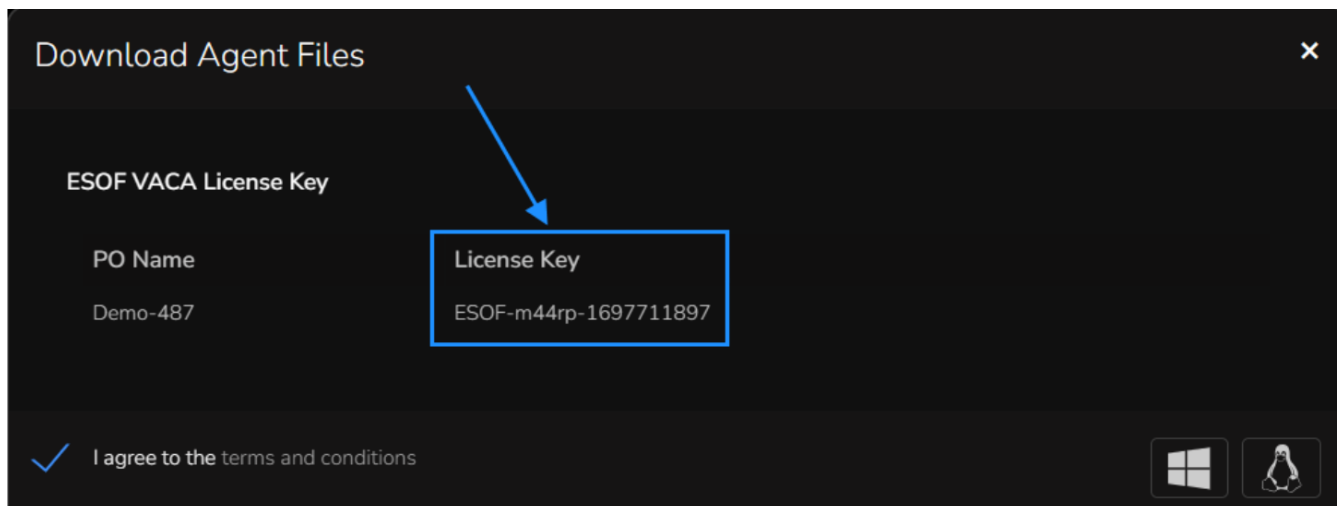 Download Agent Files
ESOF VACA License Key
PO Name License Key
Demo-487 ESOF-m44rp-1697711897
I agree to the terms and conditions